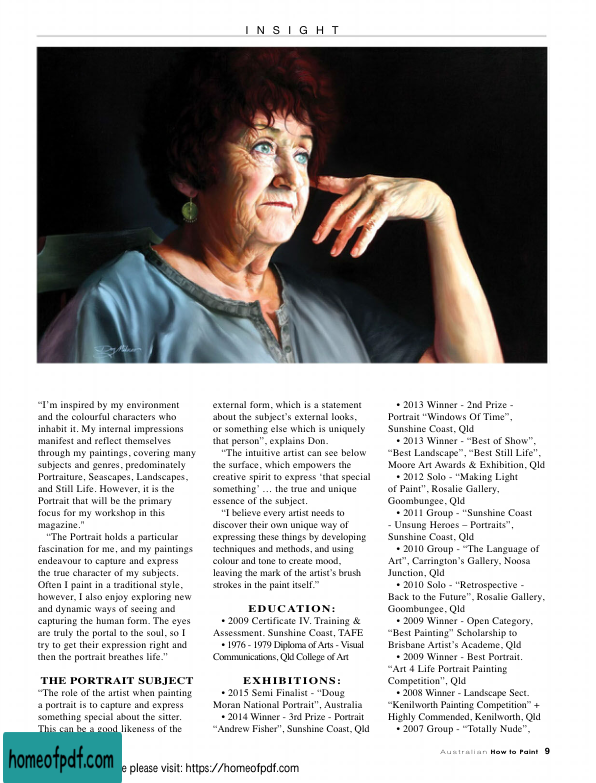 INSIGHT
“I’m inspired by my environment
and the colourful characters who
inhabit it. My internal impressions
manifest and reflect themselves
through my paintings, covering many
subjects and genres, predominately
Portraiture, Seascapes, Landscapes,
and Still Life. However, it is the
Portrait that will be the primary
focus for my workshop in this
magazine."
“The Portrait holds a particular
fascination for me, and my paintings
endeavour to capture and express
the true character of my subjects.
Often I paint in a traditional style,
however, I also enjoy exploring new
and dynamic ways of seeing and
capturing the human form. The eyes
are truly the portal to the soul, so I
try to get their expression right and
then the portrait breathes life.”
THE PORTRAIT SUBJECT
“The role of the artist when painting
a portrait is to capture and express
something special about the sitter.
This can be a good likeness of the
external form, which is a statement
about the subject’s external looks,
or something else which is uniquely
that person”, explains Don.
“The intuitive artist can see below
the surface, which empowers the
creative spirit to express ‘that special
something’ … the true and unique
essence of the subject.
“I believe every artist needs to
discover their own unique way of
expressing these things by developing
techniques and methods, and using
colour and tone to create mood,
leaving the mark of the artist’s brush
strokes in the paint itself.”
EDUCATION:
• 2009 Certificate IV. Training &
Assessment. Sunshine Coast, TAFE
• 1976 - 1979 Diploma of Arts - Visual
Communications, Qld College of Art
EXHIBITIONS:
• 2015 Semi Finalist - “Doug
Moran National Portrait”, Australia
• 2014 Winner - 3rd Prize - Portrait
“Andrew Fisher”, Sunshine Coast, Qld
• 2013 Winner - 2nd Prize -
Portrait “Windows Of Time”,
Sunshine Coast, Qld
• 2013 Winner - “Best of Show”,
“Best Landscape”, “Best Still Life”,
Moore Art Awards & Exhibition, Qld
• 2012 Solo - “Making Light
of Paint”, Rosalie Gallery,
Goombungee, Qld
• 2011 Group - “Sunshine Coast
- Unsung Heroes – Portraits”,
Sunshine Coast, Qld
• 2010 Group - “The Language of
Art”, Carrington’s Gallery, Noosa
Junction, Qld
• 2010 Solo - “Retrospective -
Back to the Future”, Rosalie Gallery,
Goombungee, Qld
• 2009 Winner - Open Category,
“Best Painting” Scholarship to
Brisbane Artist’s Academe, Qld
• 2009 Winner - Best Portrait.
“Art 4 Life Portrait Painting
Competition”, Qld
• 2008 Winner - Landscape Sect.
“Kenilworth Painting Competition” +
Highly Commended, Kenilworth, Qld
• 2007 Group - “Totally Nude”,
Australian How to Paint 9
homeofpdf.com
e please visit: https://homeofpdf.com